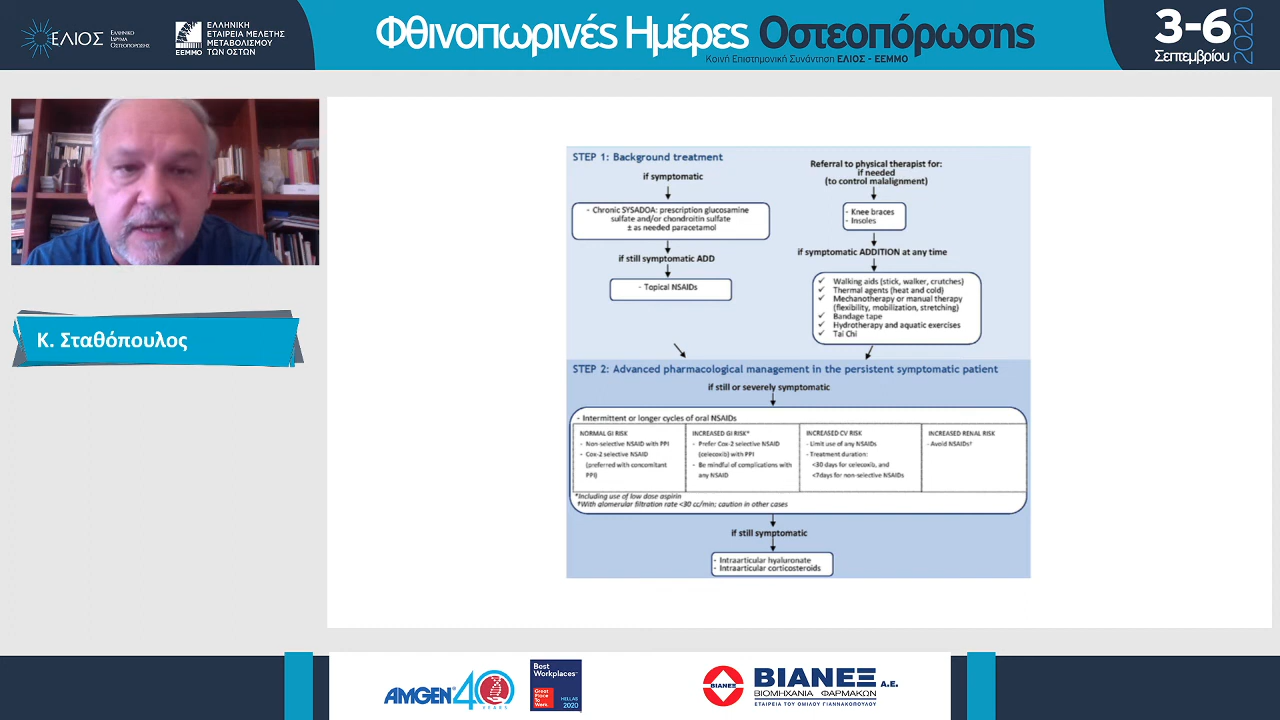 ΕΛΙΟΣ
ΕΛΛΗΝΙΚΟ
ΙΔΡΥΜΑ
ΟΣΤΕΟΠΟΡΩΣΗΣ
ΕΕΜΜΟ
ΕΛΛΗΝΙΚΗ
ΕΤΑΙΡΕΙΑ ΜΕΛΕΤΗΣ
ΜΕΤΑΒΟΛΙΣΜΟΥ
ΤΩΝ ΟΣΤΩΝ
Φθινοπωρινές Ημέρες Οστεοπόρωσης
Κοινή Επιστημονική Συνάντηση ΕΛΙΟΣ - ΕΕΜΜΟ
3-6
Σεπτεμβρίου
2020
Κ. Σταθόπουλος
STEP 1: Background treatment
if symptomatic
- Chronic SYSADOA: prescription glucosamine
sulfate and/or chondroitin sulfate
± as needed paracetamol
if still symptomatic ADD
- Topical NSAIDs
Referral to physical therapist for:
if needed
(to control malalignment)
- Knee braces
- Insoles
if symptomatic ADDITION at any time
✓ Walking aids (stick, walker, crutches)
✓ Thermal agents (heat and cold)
✓ Mechanotherapy or manual therapy
(flexibility, mobilization, stretching)
✓ Bandage tape
✓ Hydrotherapy and aquatic exercises
✓ Tai Chi
STEP 2: Advanced pharmacological management in the persistent symptomatic patient
if still or severely symptomatic
- Intermittent or longer cycles of oral NSAIDs
NORMAL GI RISK
- Non-selective NSAID with PPI
- Cox-2 selective NSAID
(preferred with concomitant
PPI)
INCREASED GI RISK*
- Prefer Cox-2 selective NSAID
(celecoxib) with PPI
- Be mindful of complications with
any NSAID
INCREASED CV RISK
- Limit use of any NSAIDs
- Treatment duration:
<30 days for celecoxib, and
<7days for non-selective NSAIDs
INCREASED RENAL RISK
- Avoid NSAIDs†
*Including use of low dose aspirin
†With glomerular filtration rate <30 cc/min; caution in other cases
if still symptomatic
- Intraarticular hyaluronate
- Intraarticular corticosteroids
AMGEN 40
YEARS
Best
Workplaces
Great
Place
To
Work
HELLAS
2020
ΒΙΑΝΕΞ
ΒΙΑΝΕΞ Α.Ε.
ΒΙΟΜΗΧΑΝΙΑ ΦΑΡΜΑΚΩΝ
ΕΤΑΙΡΕΙΑ ΤΟΥ ΟΜΙΛΟΥ ΓΙΑΝΝΑΚΟΠΟΥΛΟΥ